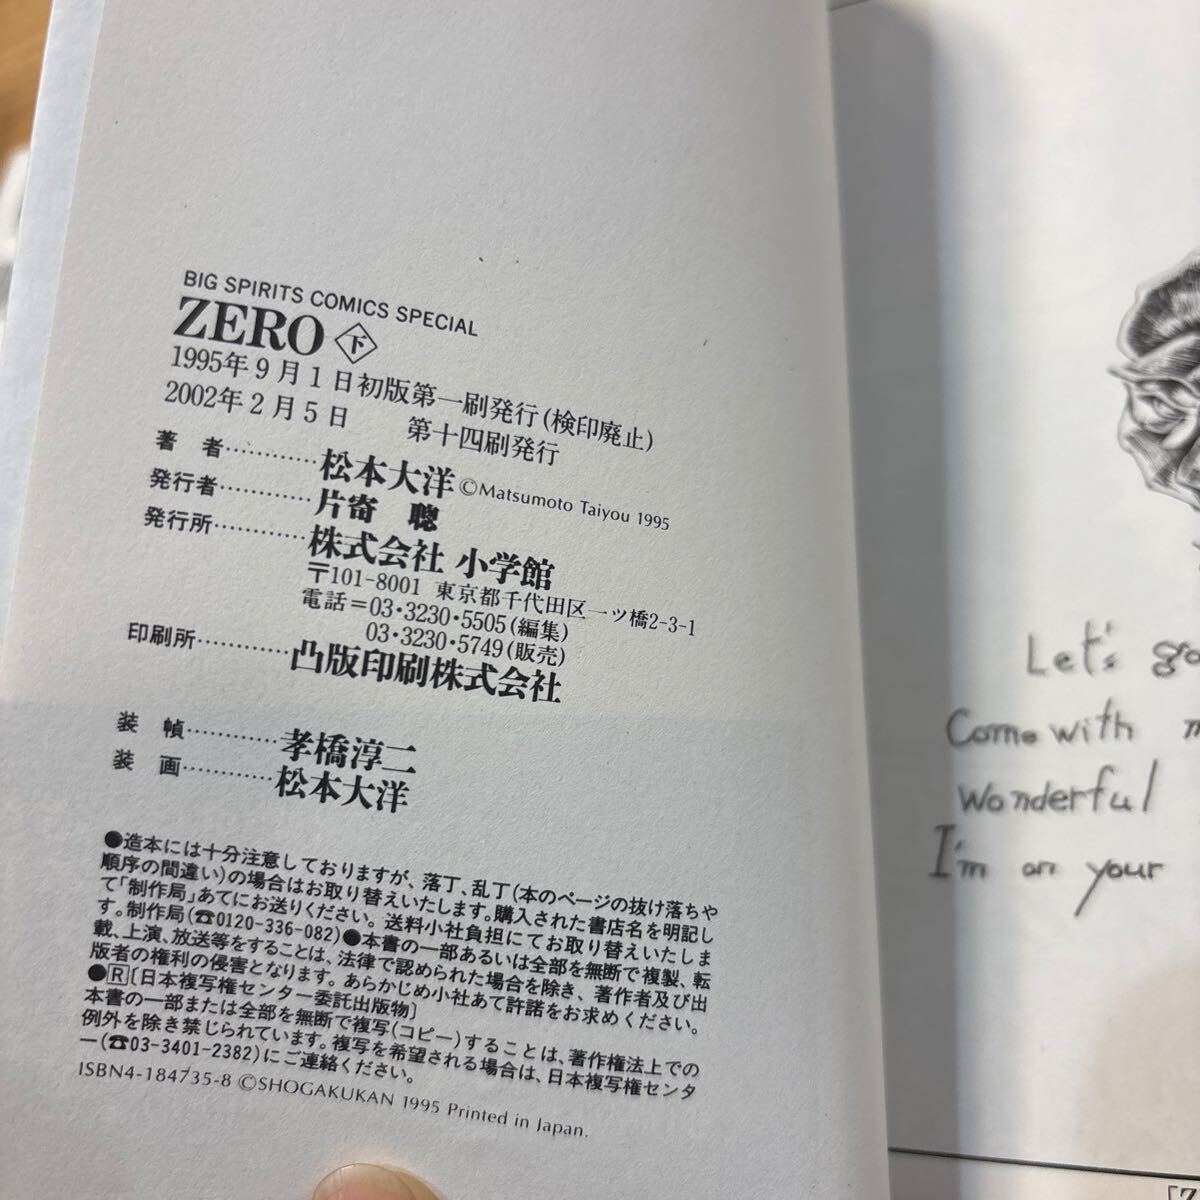 BIG SPIRITS COMICS SPECIAL
ZERO 下
1995年9月1日初版第一刷発行(検印廃止)
2002年2月5日 第十四刷発行
著者…………松本大洋 ©Matsumoto Taiyou 1995
発行者…………片寄 聰
発行所…………株式会社 小学館
〒101-8001 東京都千代田区一ツ橋2-3-1
電話=03・3230・5505(編集)
03・3230・5749(販売)
印刷所…………凸版印刷株式会社
装幀…………孝橋淳二
装画…………松本大洋
●造本には十分注意しておりますが、落丁、乱丁(本のページの抜け落ちや
順序の間違い)の場合はお取り替えいたします。購入された書店名を明記し
て「制作局」あてにお送りください。送料小社負担にてお取り替えいたしま
す。制作局(☎0120-336-082)●本書の一部あるいは全部を無断で複製、転
載、上演、放送等をすることは、法律で認められた場合を除き、著作者及び出
版者の権利の侵害となります。あらかじめ小社あて許諾をお求めください。
●R〔日本複写権センター委託出版物〕
本書の一部または全部を無断で複写(コピー)することは、著作権法上での
例外を除き禁じられています。複写を希望される場合は、日本複写権センタ
ー(☎03-3401-2382)にご連絡ください。
ISBN4-184735-8 ©SHOGAKUKAN 1995 Printed in Japan.
Let's go
Come with
wonderful
I'm on your